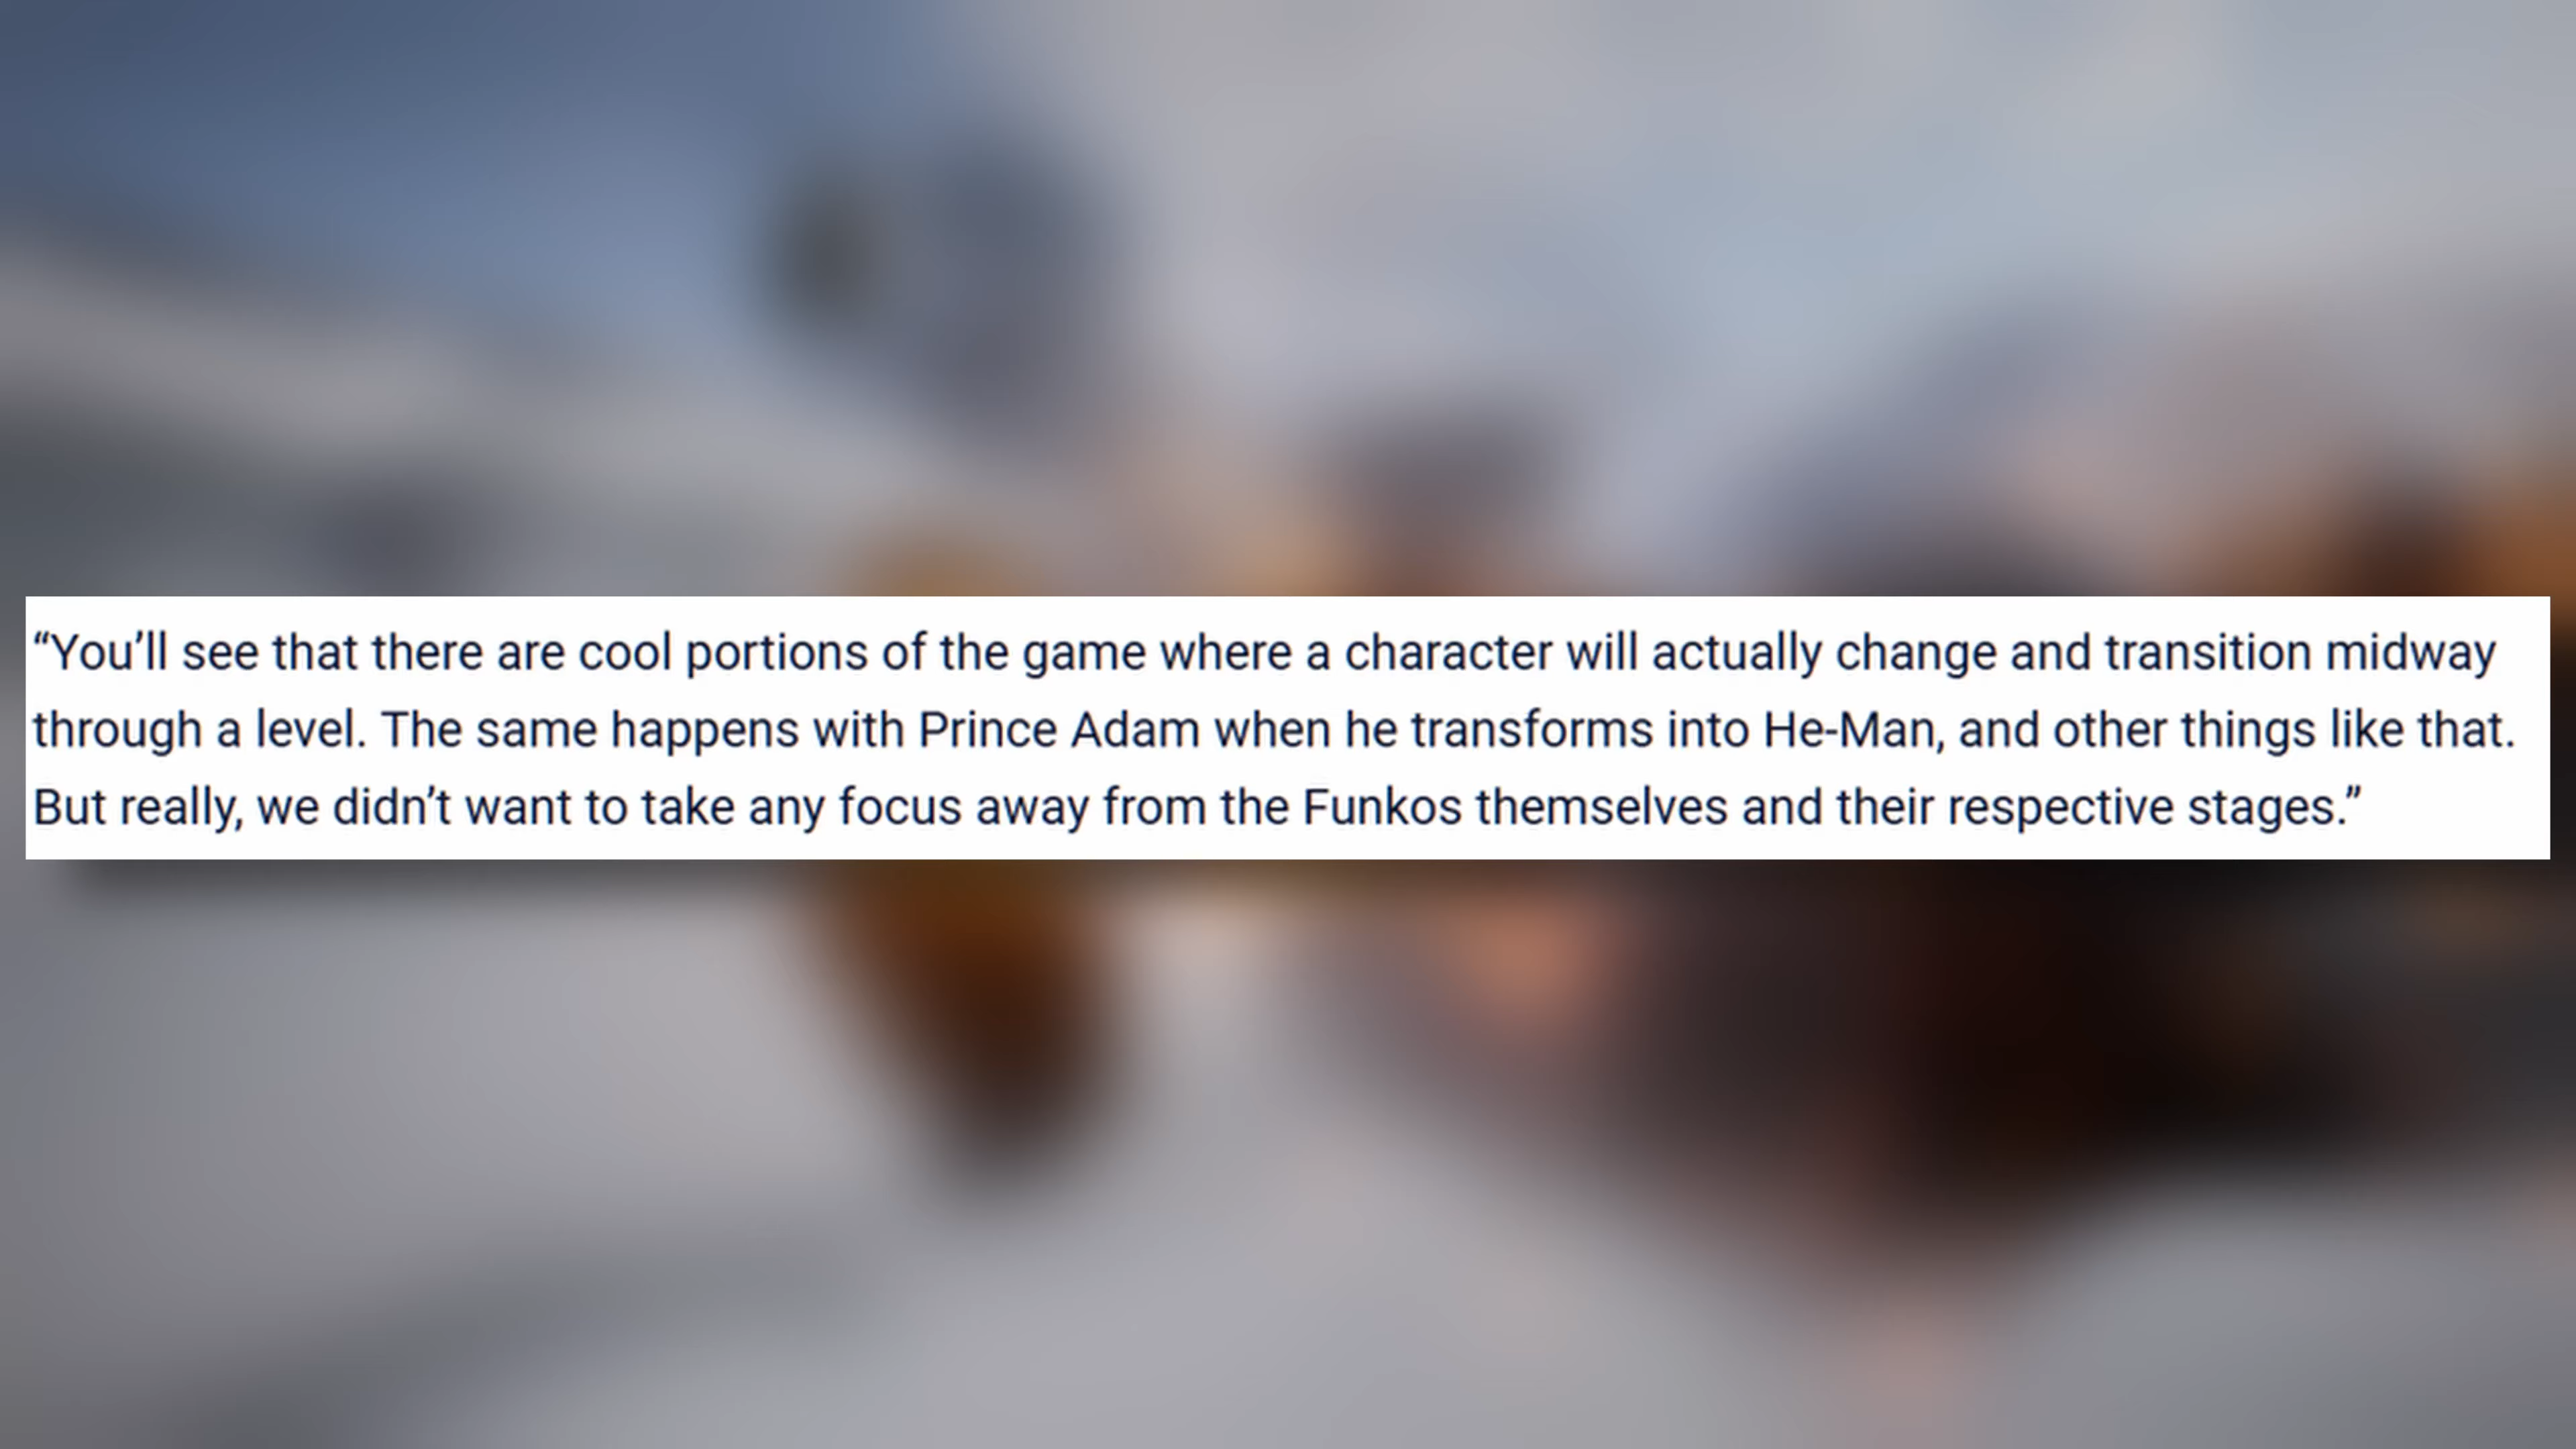 “You’ll see that there are cool portions of the game where a character will actually change and transition midway
through a level. The same happens with Prince Adam when he transforms into He-Man, and other things like that.
But really, we didn’t want to take any focus away from the Funkos themselves and their respective stages.”